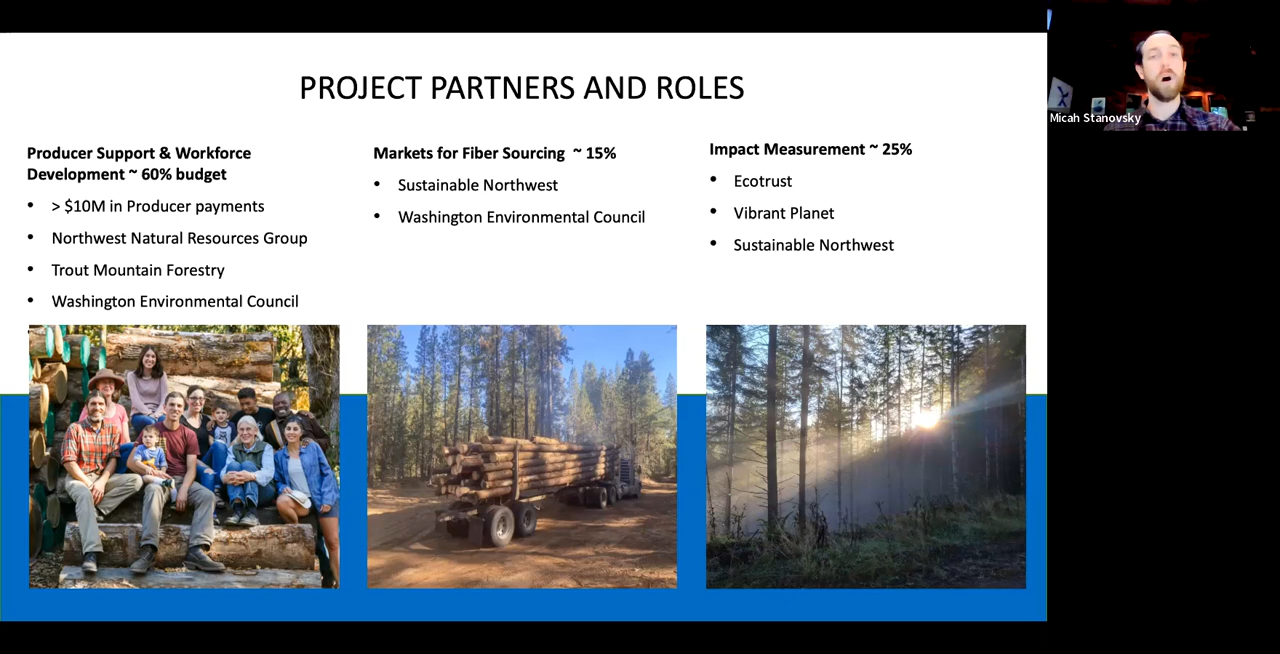 PROJECT PARTNERS AND ROLES
Producer Support & Workforce
Development ~ 60% budget
• > $10M in Producer payments
• Northwest Natural Resources Group
• Trout Mountain Forestry
• Washington Environmental Council
Markets for Fiber Sourcing ~ 15%
• Sustainable Northwest
• Washington Environmental Council
Impact Measurement ~ 25%
• Ecotrust
• Vibrant Planet
• Sustainable Northwest
Micah Stanovsky